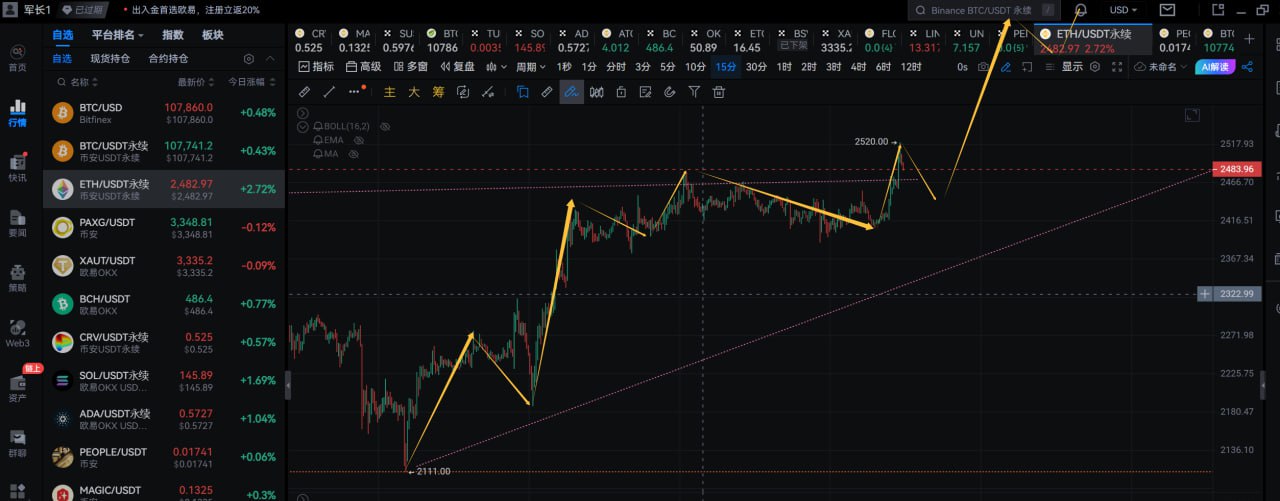 军长1 已过期 • 出入金首选欧易，注册立返20%
Binance BTC/USDT 永续 /
USD
自选 平台排名 指数 板块
自选 现货持仓 合约持仓
名称 最新价 今日涨幅
首页
行情
快讯
要闻
策略
Web3
赚上
资产
群聊
BTC/USD 107,860.0 +0.48%
Bitfinex $107,860.0
BTC/USDT永续 107,741.2 +0.43%
币安USDT永续 $107,741.2
ETH/USDT永续 2,482.97 +2.72%
币安USDT永续 $2,482.97
PAXG/USDT 3,348.81 -0.12%
币安 $3,348.81
XAUT/USDT 3,335.2 -0.09%
欧易OKX $3,335.2
BCH/USDT 486.4 +0.77%
欧易OKX $486.4
CRV/USDT永续 0.525 +0.57%
币安USDT永续 $0.525
SOL/USDT永续 145.89 +1.69%
欧易OKX USD... $145.89
ADA/USDT永续 0.5727 +1.04%
欧易OKX USD... $0.5727
PEOPLE/USDT 0.01741 +0.06%
币安 $0.01741
MAGIC/USDT 0.1325 +0.3%
CR MA SO BT TU SO AD AT BC OK ET BS XA FL LIN UN PE ETH/USDT永续 PE BT
0.525 0.1325 0.5976 10786 0.003 145.89 0.5727 4.012 486.4 50.89 16.45 已下架 3335.2 0.0(4) 13.317 7.157 0.0(5) 2482.97 2.72% 0.0174 10774
指标 高级 多窗 复盘 周期 1秒 1分 3分 5分 10分 15分 30分 1时 2时 3时 4时 6时 12时 0s 显示 未命名 AI解读
主 大 筹
BOLL(16,2)
EMA
MA
2520.00
2111.00
2517.93
2483.96
2466.70
2416.51
2367.34
2322.99
2271.98
2225.75
2180.47
2136.10